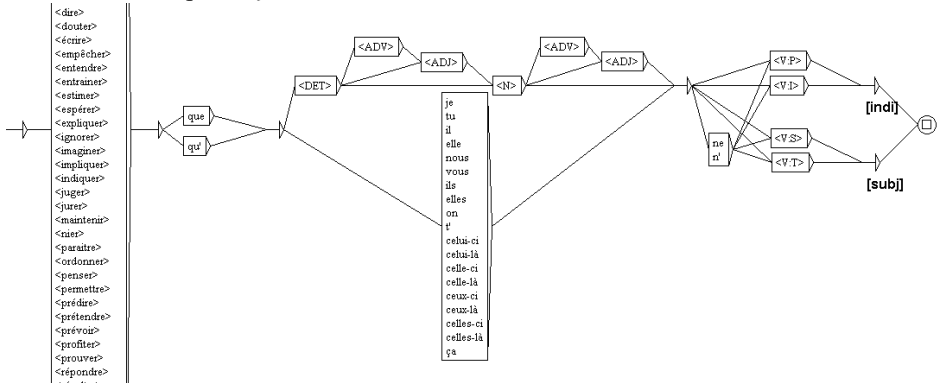 <dire>
<douter>
<écrire>
<empêcher>
<entendre>
<entrainer>
<estimer>
<espérer>
<expliquer>
<ignorer>
<imaginer>
<impliquer>
<indiquer>
<juger>
<jurer>
<maintenir>
<nier>
<paraitre>
<ordonner>
<penser>
<permettre>
<prédire>
<prétendre>
<prévoir>
<profiter>
<prouver>
<répondre>
que
qu'
<DET>
<ADV>
<ADJ>
<N>
<ADV>
<ADJ>
je
tu
il
elle
nous
vous
ils
elles
on
t'
celui-ci
celui-là
celle-ci
celle-là
ceux-ci
ceux-là
celles-ci
celles-là
ça
ne
n'
<V:P>
<V:I>
<V:S>
<V:T>
[indi]
[subj]